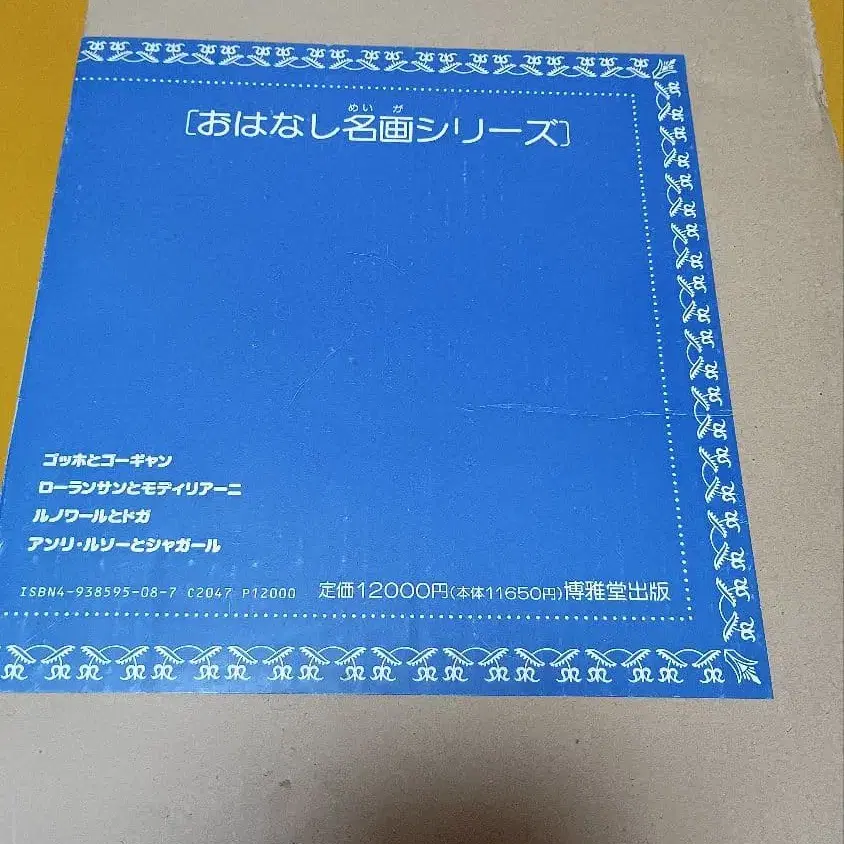 めいが
[おはなし名画シリーズ]
ゴッホとゴーギャン
ローランサンとモディリアーニ
ルノワールとドガ
アンリ・ルソーとシャガール
ISBN4-938595-08-7 C2047 P12000 定価12000円(本体11650円)博雅堂出版